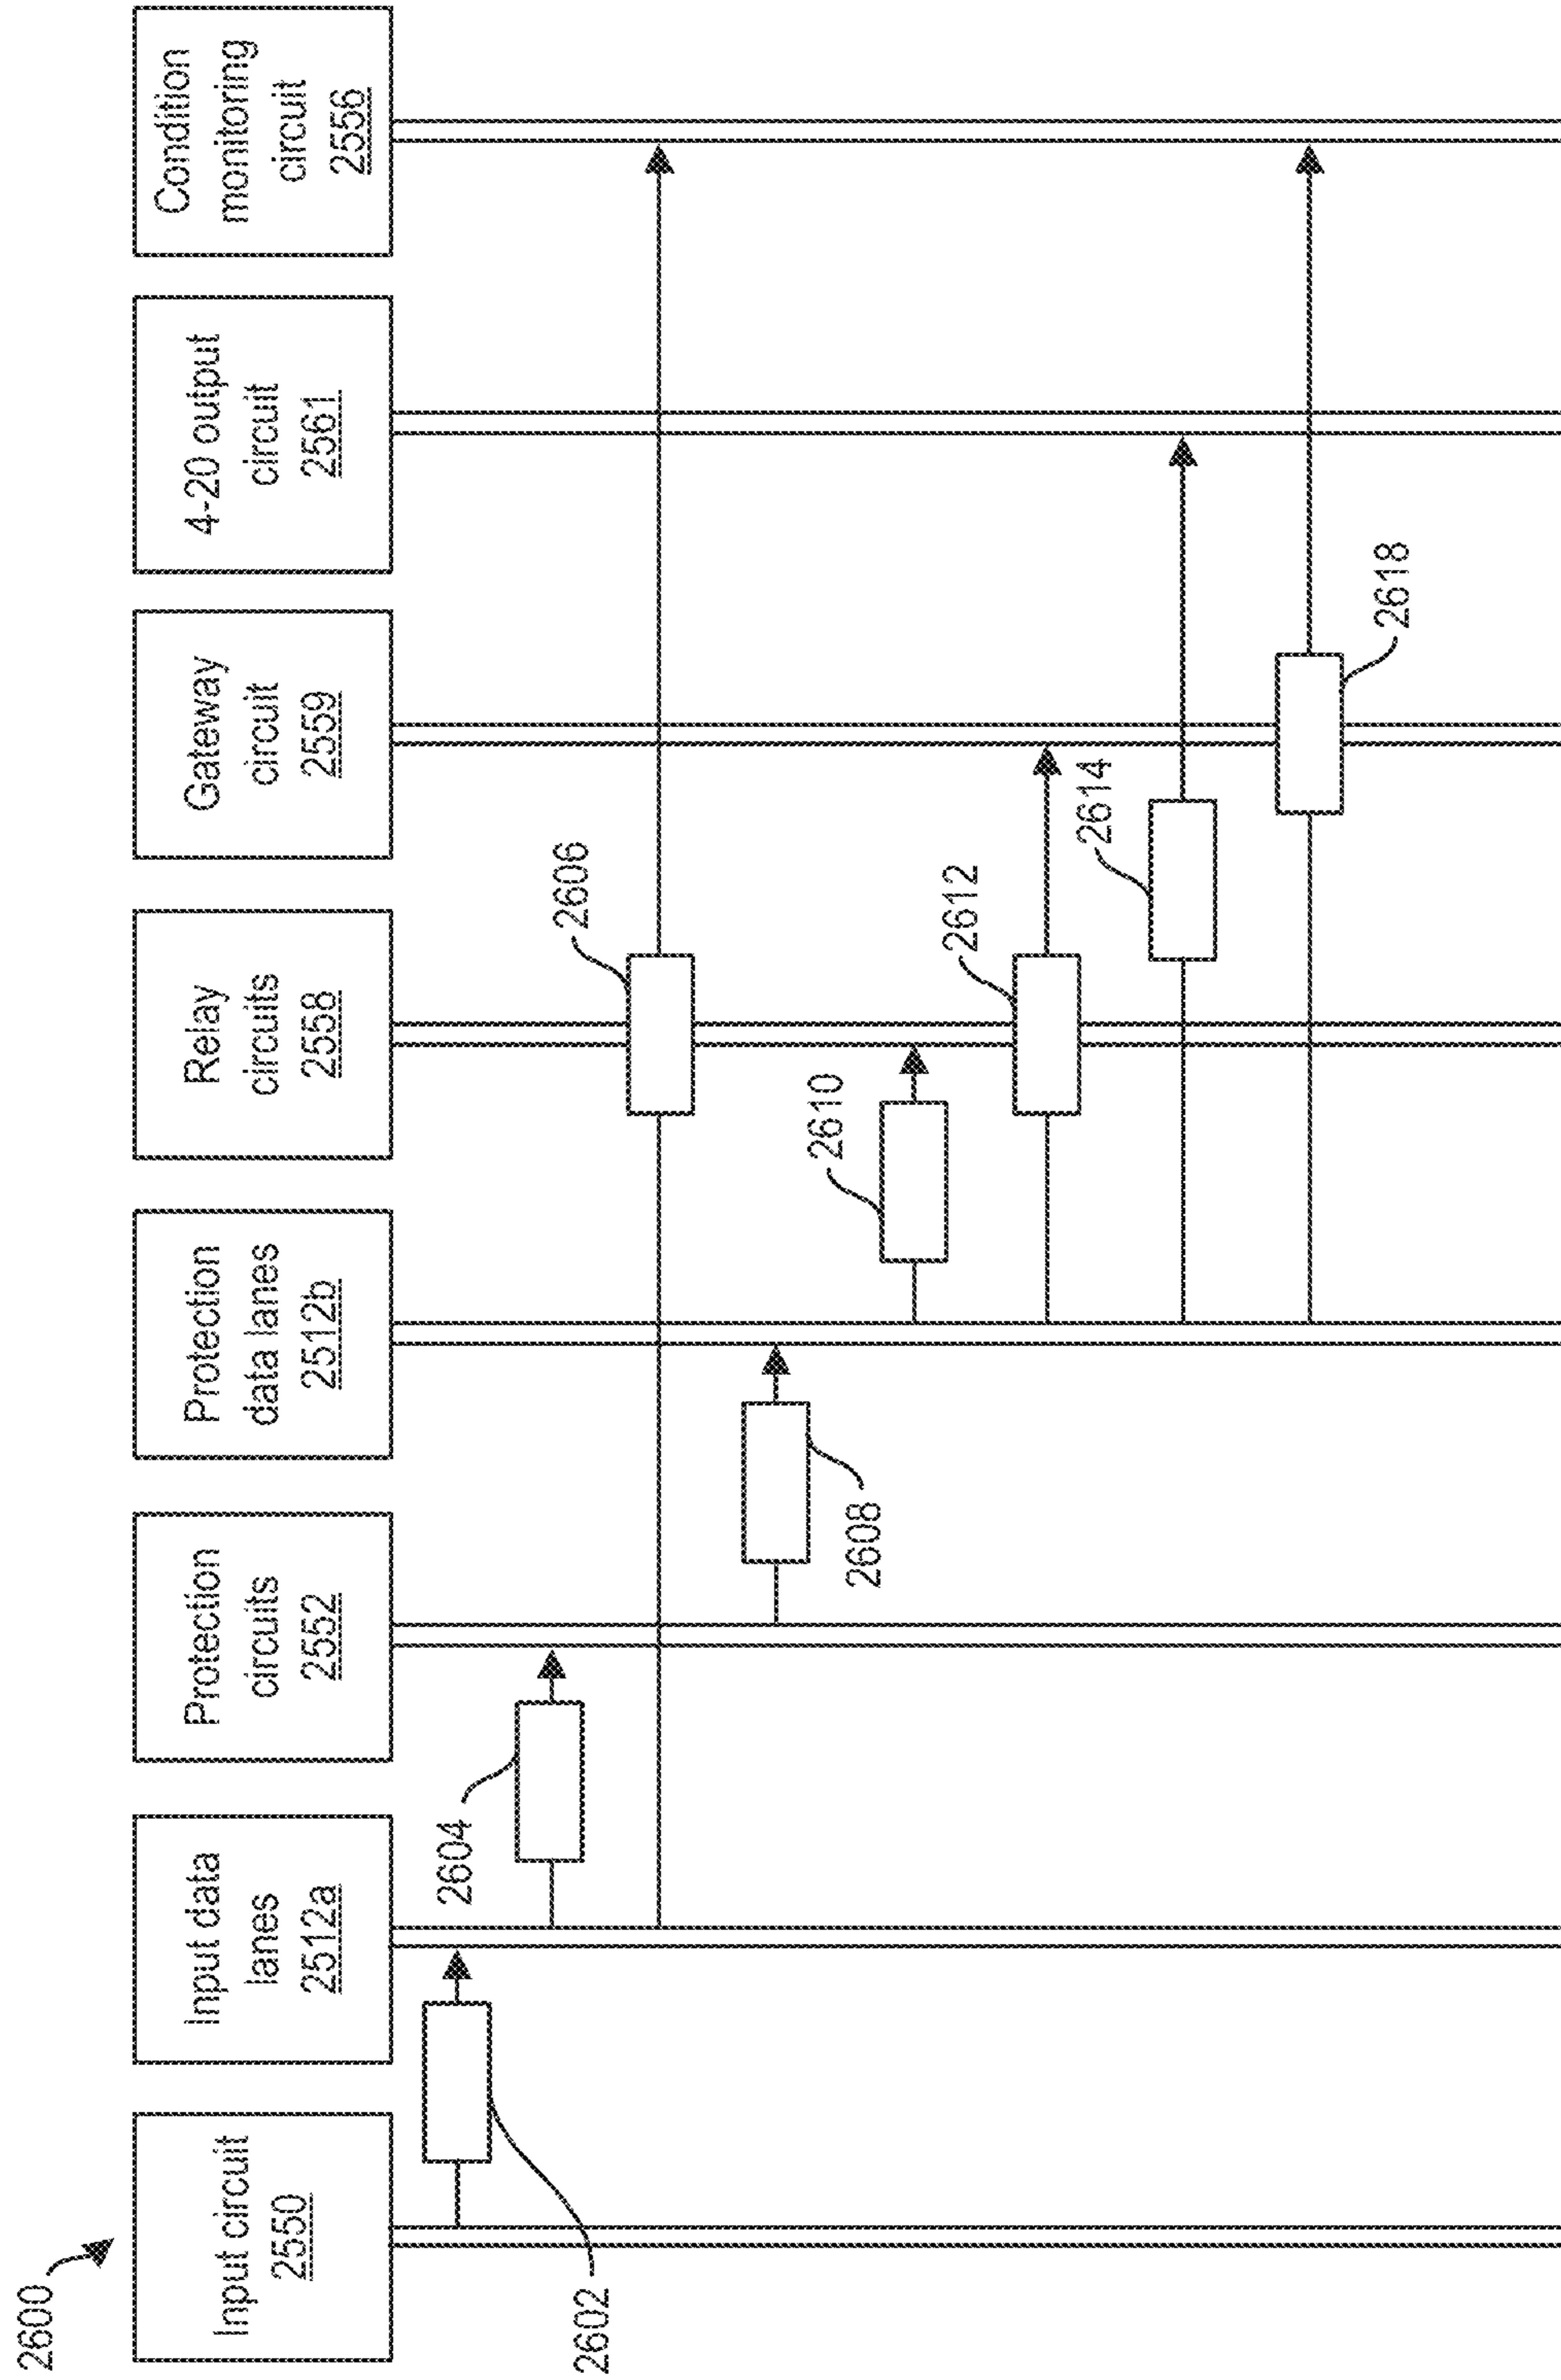 2600
Input circuit
2550
Input data
lanes
2512a
Protection
circuits
2552
Protection
data lanes
2512b
Relay
circuits
2558
Gateway
circuit
2559
4-20 output
circuit
2561
Condition
monitoring
circuit
2556
2602
2604
2606
2608
2610
2612
2614
2618